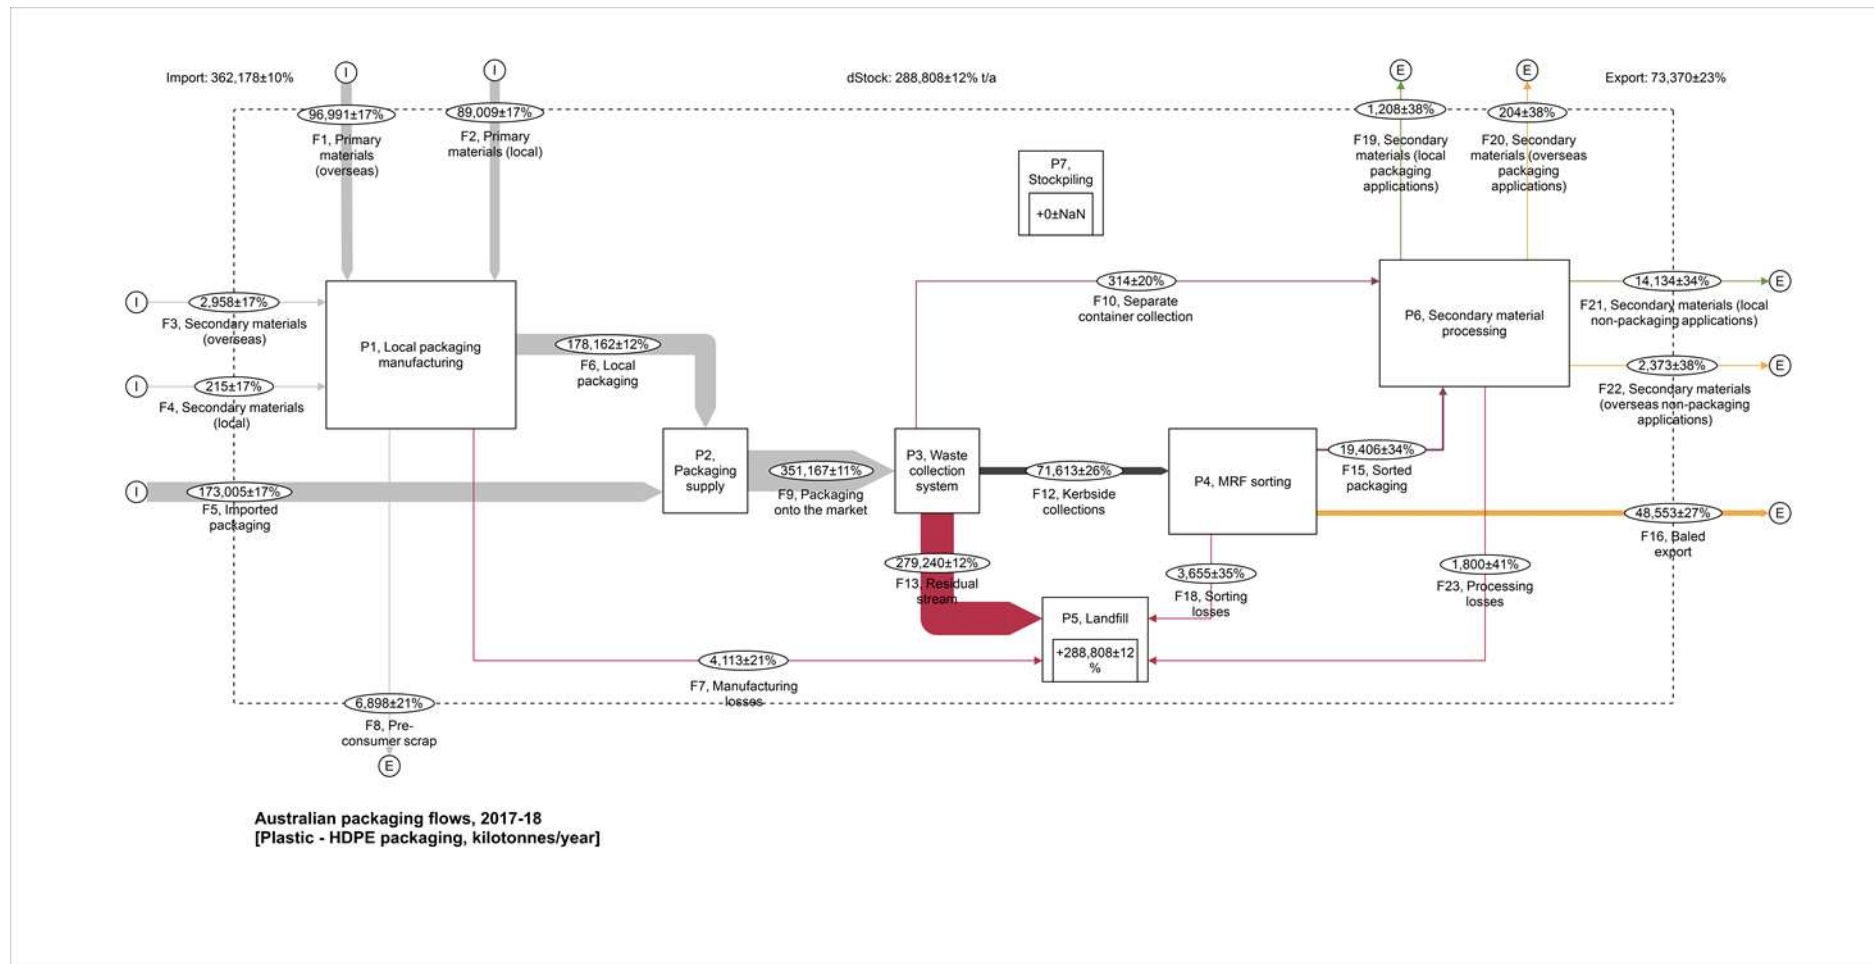 Import: 362,178±10%
I
I
dStock: 288,808±12% t/a
E
E
Export: 73,370±23%
96,991±17%
F1, Primary
materials
(overseas)
89,009±17%
F2, Primary
materials (local)
1,208±38%
F19, Secondary
materials (local
packaging
applications)
204±38%
F20, Secondary
materials (overseas
packaging
applications)
P7,
Stockpiling
+0±NaN
I
2,958±17%
F3, Secondary materials
(overseas)
I
215±17%
F4, Secondary materials
(local)
P1, Local packaging
manufacturing
178,162±12%
F6, Local
packaging
314±20%
F10, Separate
container collection
P6, Secondary material
processing
14,134±34%
E
F21, Secondary materials (local
non-packaging applications)
2,373±38%
E
F22, Secondary materials
(overseas non-packaging
applications)
I
173,005±17%
F5, Imported
packaging
P2,
Packaging
supply
351,167±11%
F9, Packaging
onto the market
P3, Waste
collection
system
71,613±26%
F12, Kerbside
collections
P4, MRF sorting
19,406±34%
F15, Sorted
packaging
48,553±27%
E
F16, Baled
export
279,240±12%
F13, Residual
stream
3,655±35%
F18, Sorting
losses
1,800±41%
F23, Processing
losses
P5, Landfill
+288,808±12
%
4,113±21%
F7, Manufacturing
losses
6,898±21%
F8, Pre-
consumer scrap
E
Australian packaging flows, 2017-18
[Plastic - HDPE packaging, kilotonnes/year]